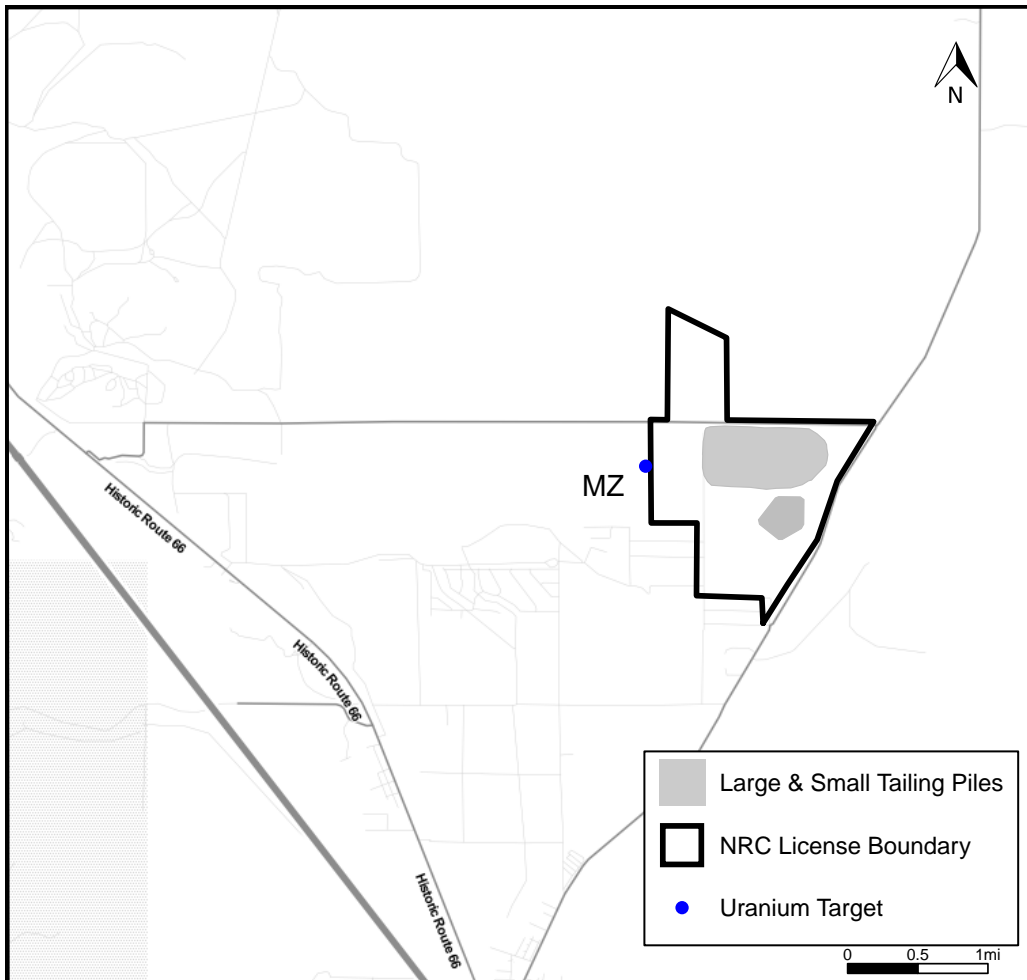 N
MZ
Historic Route 66
Historic Route 66
Historic Route 66
Large & Small Tailing Piles
NRC License Boundary
Uranium Target
0 0.5 1mi